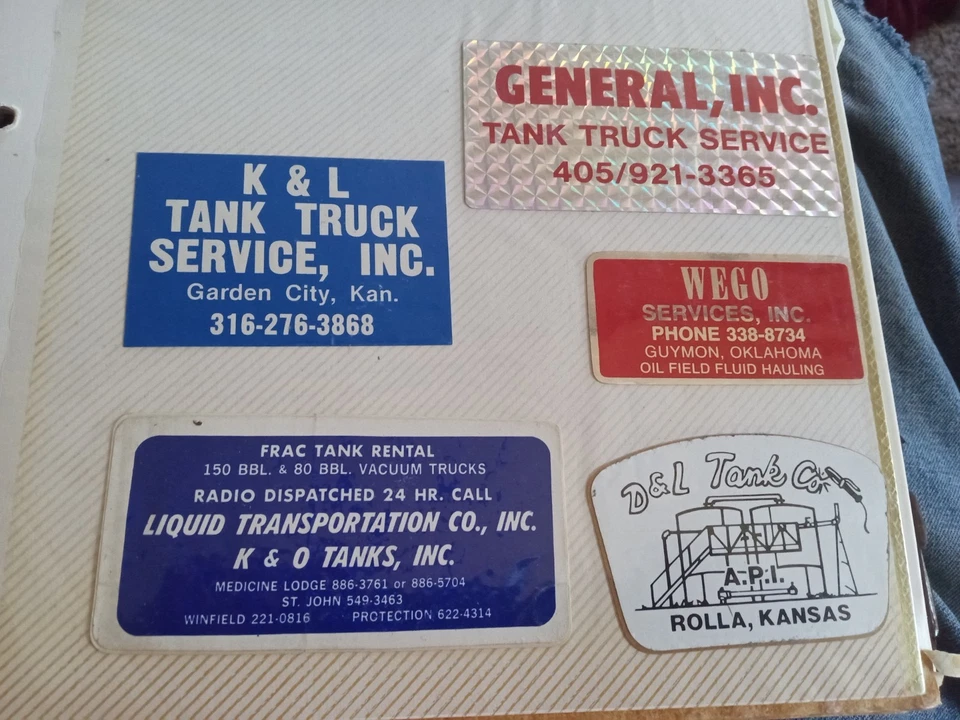 GENERAL, INC.
TANK TRUCK SERVICE
405/921-3365
K & L
TANK TRUCK
SERVICE, INC.
Garden City, Kan.
316-276-3868
WEGO
SERVICES, INC.
PHONE 338-8734
GUYMON, OKLAHOMA
OIL FIELD FLUID HAULING
FRAC TANK RENTAL
150 BBL. & 80 BBL. VACUUM TRUCKS
RADIO DISPATCHED 24 HR. CALL
LIQUID TRANSPORTATION CO., INC.
K & O TANKS, INC.
MEDICINE LODGE 886-3761 or 886-5704
ST. JOHN 549-3463
WINFIELD 221-0816 PROTECTION 622-4314
D&L Tank Co.
A.P.I.
ROLLA, KANSAS